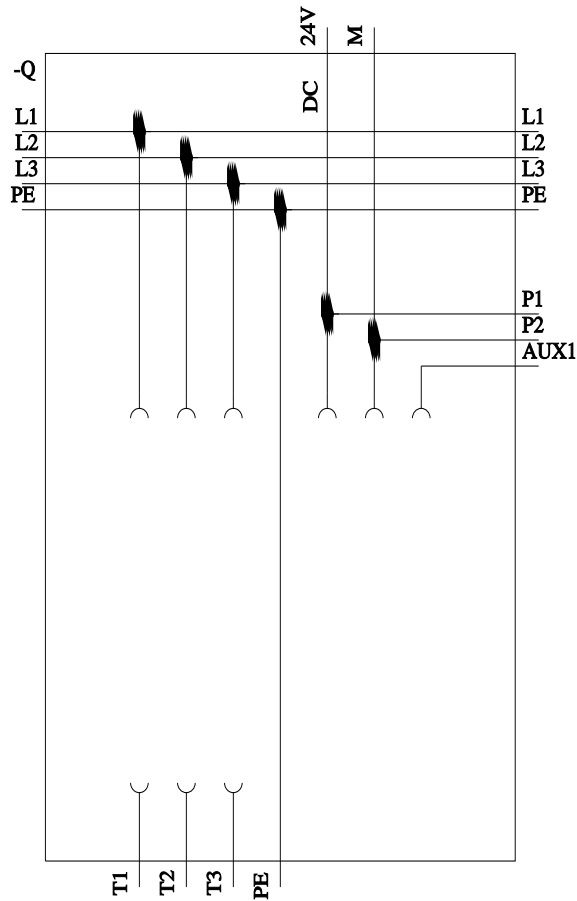 24V M
-Q
DC
L1 L1
L2 L2
L3 L3
PE PE
P1
P2
AUX1
T1 T2 T3 PE